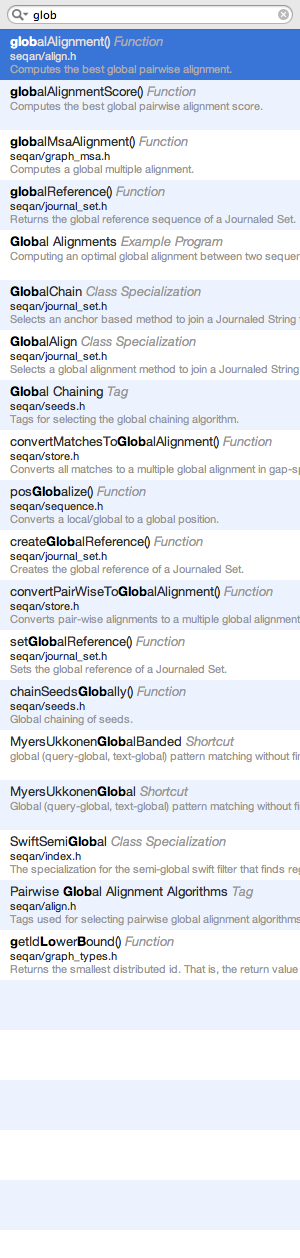 glob
globalAlignment() Function
seqan/align.h
Computes the best global pairwise alignment.
globalAlignmentScore() Function
Computes the best global pairwise alignment score.
globalMsaAlignment() Function
seqan/graph_msa.h
Computes a global multiple alignment.
globalReference() Function
seqan/journal_set.h
Returns the global reference sequence of a Journaled Set.
Global Alignments Example Program
Computing an optimal global alignment between two sequen
GlobalChain Class Specialization
seqan/journal_set.h
Selects an anchor based method to join a Journaled String
GlobalAlign Class Specialization
seqan/journal_set.h
Selects a global alignment method to join a Journaled String
Global Chaining Tag
seqan/seeds.h
Tags for selecting the global chaining algorithm.
convertMatchesToGlobalAlignment() Function
seqan/store.h
Converts all matches to a multiple global alignment in gap-sp
posGlobalize() Function
seqan/sequence.h
Converts a local/global to a global position.
createGlobalReference() Function
seqan/journal_set.h
Creates the global reference of a Journaled Set.
convertPairWiseToGlobalAlignment() Function
seqan/store.h
Converts pair-wise alignments to a multiple global alignment
setGlobalReference() Function
seqan/journal_set.h
Sets the global reference of a Journaled Set.
chainSeedsGlobally() Function
seqan/seeds.h
Global chaining of seeds.
MyersUkkonenGlobalBanded Shortcut
global (query-global, text-global) pattern matching without fin
MyersUkkonenGlobal Shortcut
Global (query-global, text-global) pattern matching without fi
SwiftSemiGlobal Class Specialization
seqan/index.h
The specialization for the semi-global swift filter that finds reg
Pairwise Global Alignment Algorithms Tag
seqan/align.h
Tags used for selecting pairwise global alignment algorithms
getIdLowerBound() Function
seqan/graph_types.h
Returns the smallest distributed id. That is, the return value